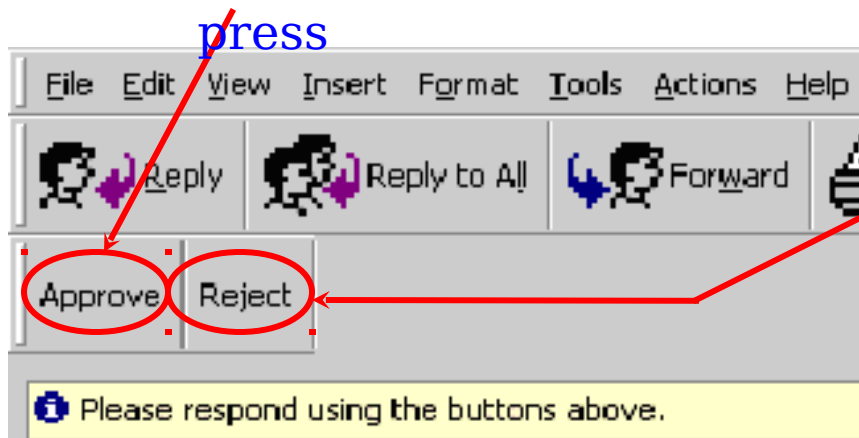 press
File Edit View Insert Format Tools Actions Help
Reply Reply to All Forward
Approve Reject
Please respond using the buttons above.